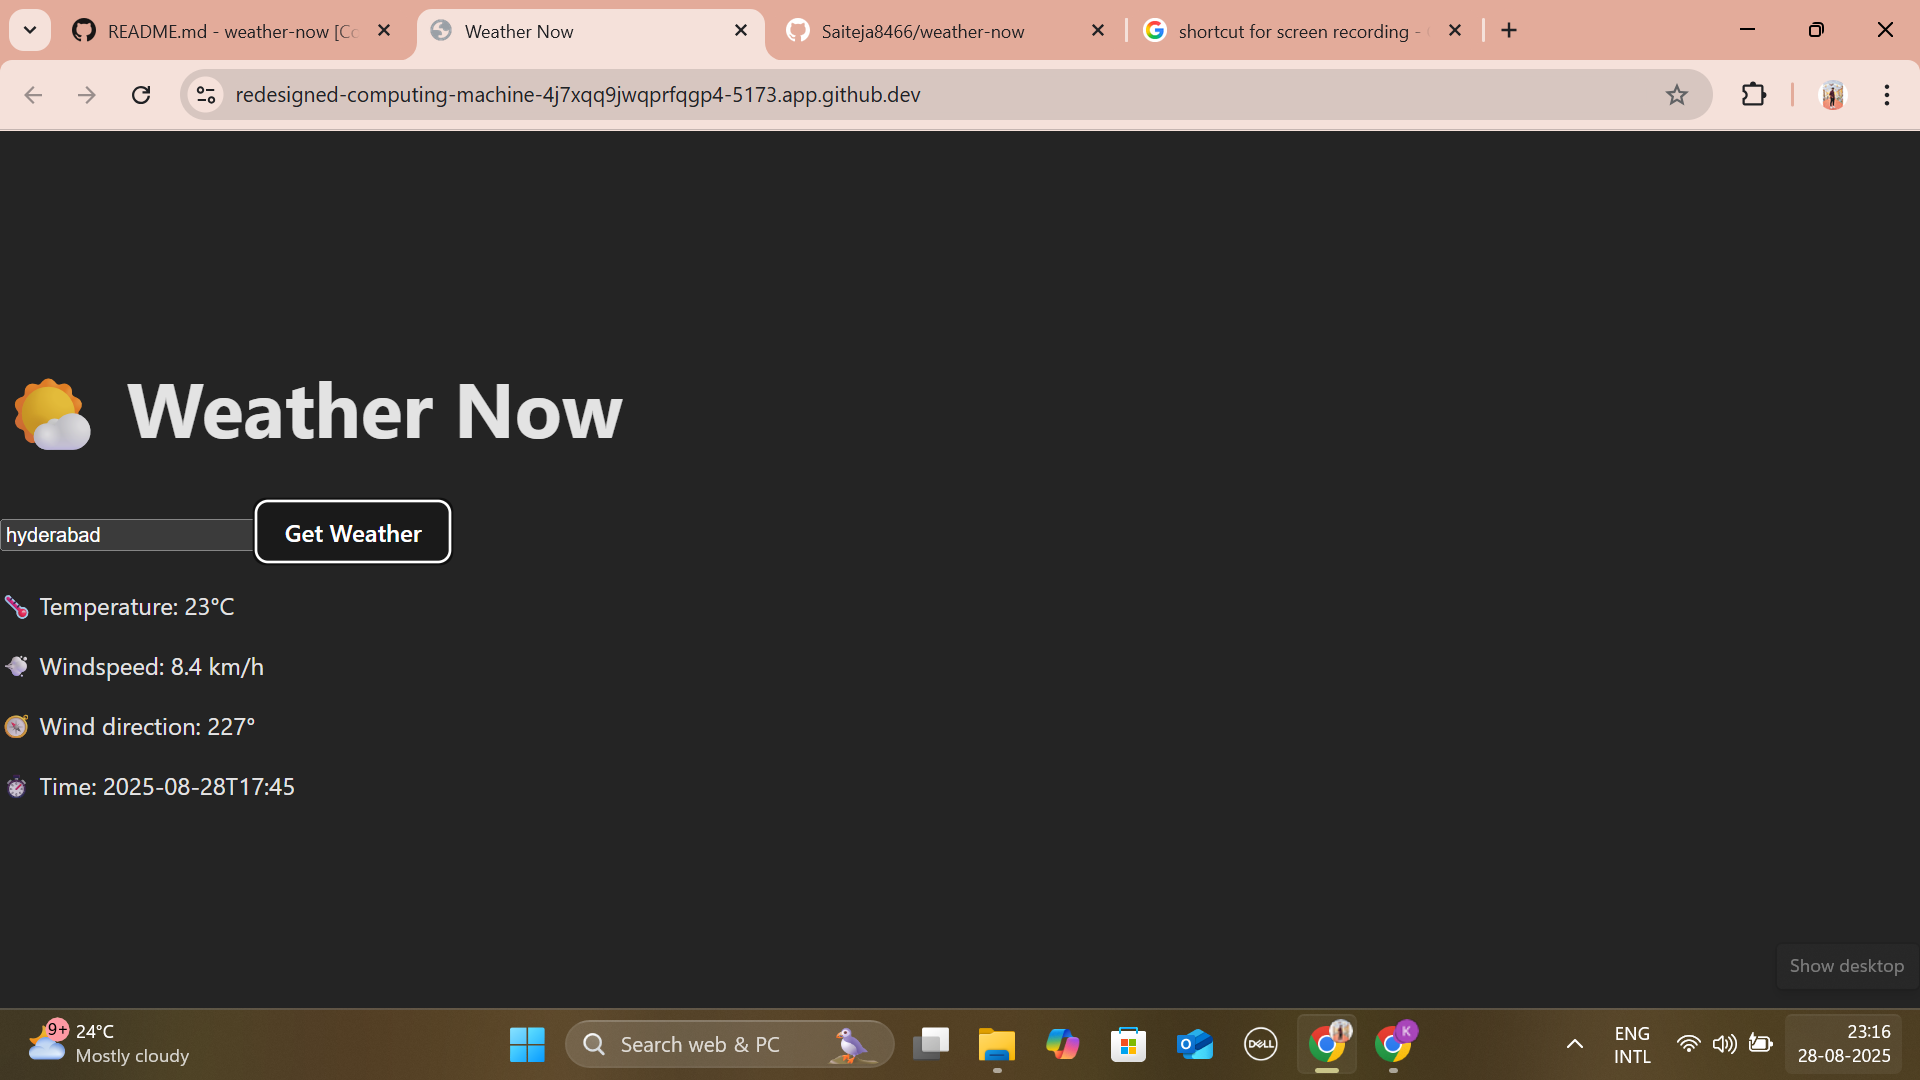 README.md - weather-now [Co
Weather Now
Saiteja8466/weather-now
shortcut for screen recording -
redesigned-computing-machine-4j7xqq9jwqprfqgp4-5173.app.github.dev
Weather Now
hyderabad
Get Weather
Temperature: 23°C
Windspeed: 8.4 km/h
Wind direction: 227°
Time: 2025-08-28T17:45
Show desktop
9+
24°C
Mostly cloudy
Search web & PC
DELL
K
ENG
INTL
23:16
28-08-2025